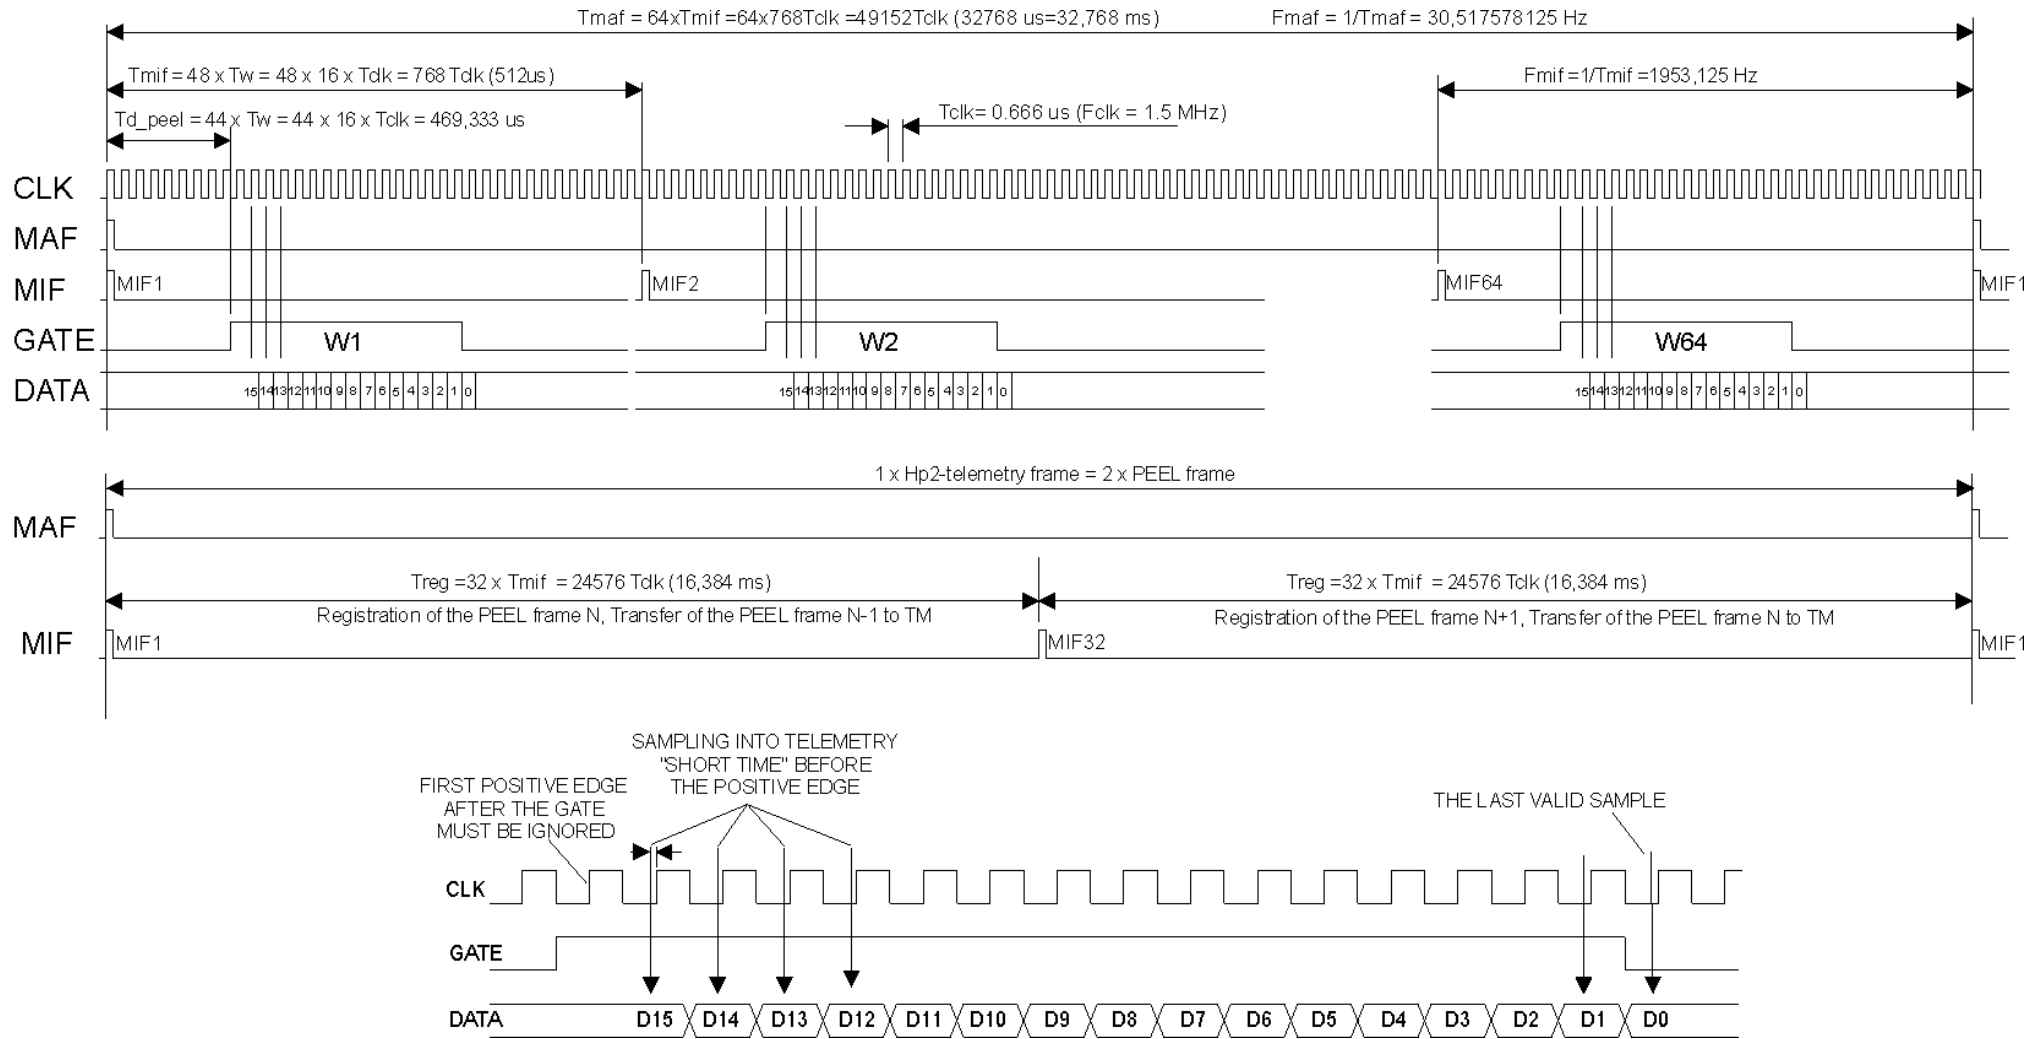 Tmaf = 64xTmif =64x768Tclk =49152Tclk (32768 us=32,768 ms) Fmaf = 1/Tmaf = 30,517578125 Hz
Tmif = 48 x Tw = 48 x 16 x Tclk = 768 Tclk (512us) Fmif =1/Tmif =1953,125 Hz
Td_peel = 44 x Tw = 44 x 16 x Tclk = 469,333 us Tclk= 0.666 us (Fclk = 1.5 MHz)
CLK
MAF
MIF MIF1 MIF2 MIF64 MIF1
GATE W1 W2 W64
DATA 15 14 13 12 11 10 9 8 7 6 5 4 3 2 1 0 15 14 13 12 11 10 9 8 7 6 5 4 3 2 1 0 15 14 13 12 11 10 9 8 7 6 5 4 3 2 1 0
1 x Hp2-telemetry frame = 2 x PEEL frame
MAF
Treg =32 x Tmif = 24576 Tclk (16,384 ms) Treg =32 x Tmif = 24576 Tclk (16,384 ms)
Registration of the PEEL frame N, Transfer of the PEEL frame N-1 to TM Registration of the PEEL frame N+1, Transfer of the PEEL frame N to TM
MIF MIF1 MIF32 MIF1
SAMPLING INTO TELEMETRY
"SHORT TIME" BEFORE
THE POSITIVE EDGE
FIRST POSITIVE EDGE
AFTER THE GATE
MUST BE IGNORED
THE LAST VALID SAMPLE
CLK
GATE
DATA D15 D14 D13 D12 D11 D10 D9 D8 D7 D6 D5 D4 D3 D2 D1 D0